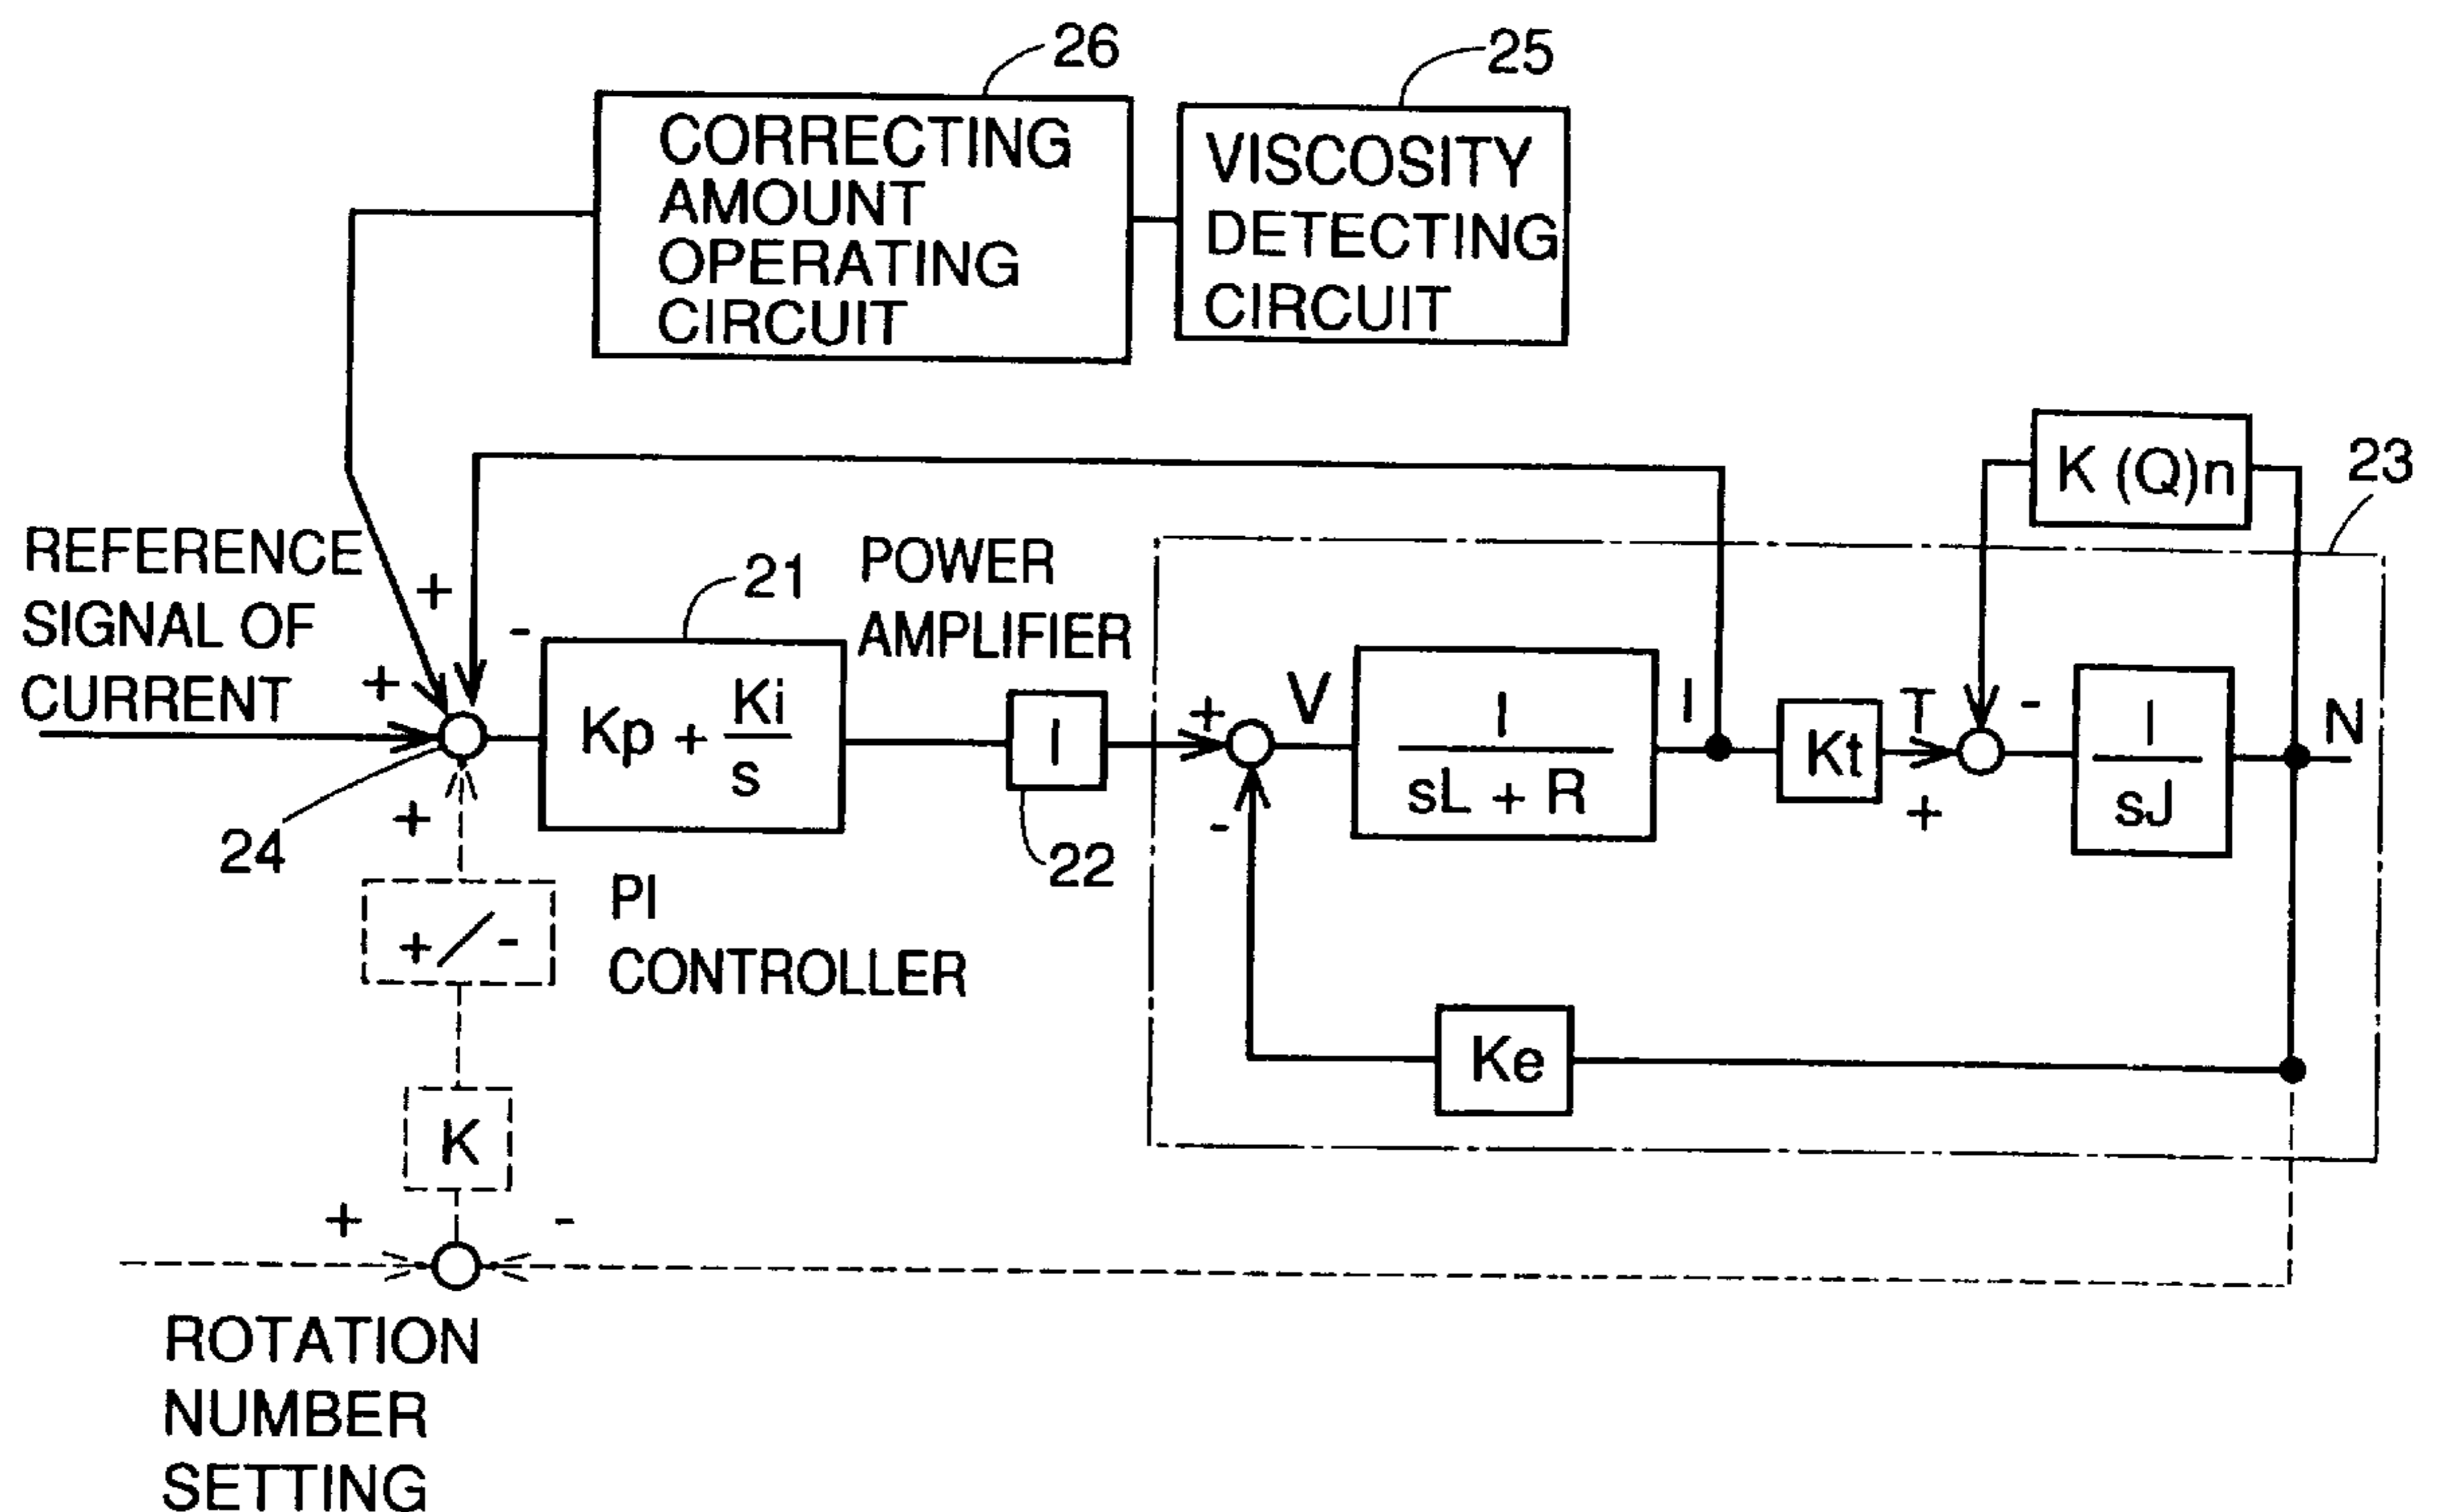 26
25
CORRECTING
AMOUNT
OPERATING
CIRCUIT
VISCOSITY
DETECTING
CIRCUIT
K (Q)n
23
REFERENCE
SIGNAL OF
CURRENT
+
+
-
21
POWER
AMPLIFIER
Kp + Ki
s
I
22
24
+
+
-
V
I
sL + R
I
Kt
T
+
-
I
sJ
N
+/-
PI
CONTROLLER
K
Ke
+
-
ROTATION
NUMBER
SETTING